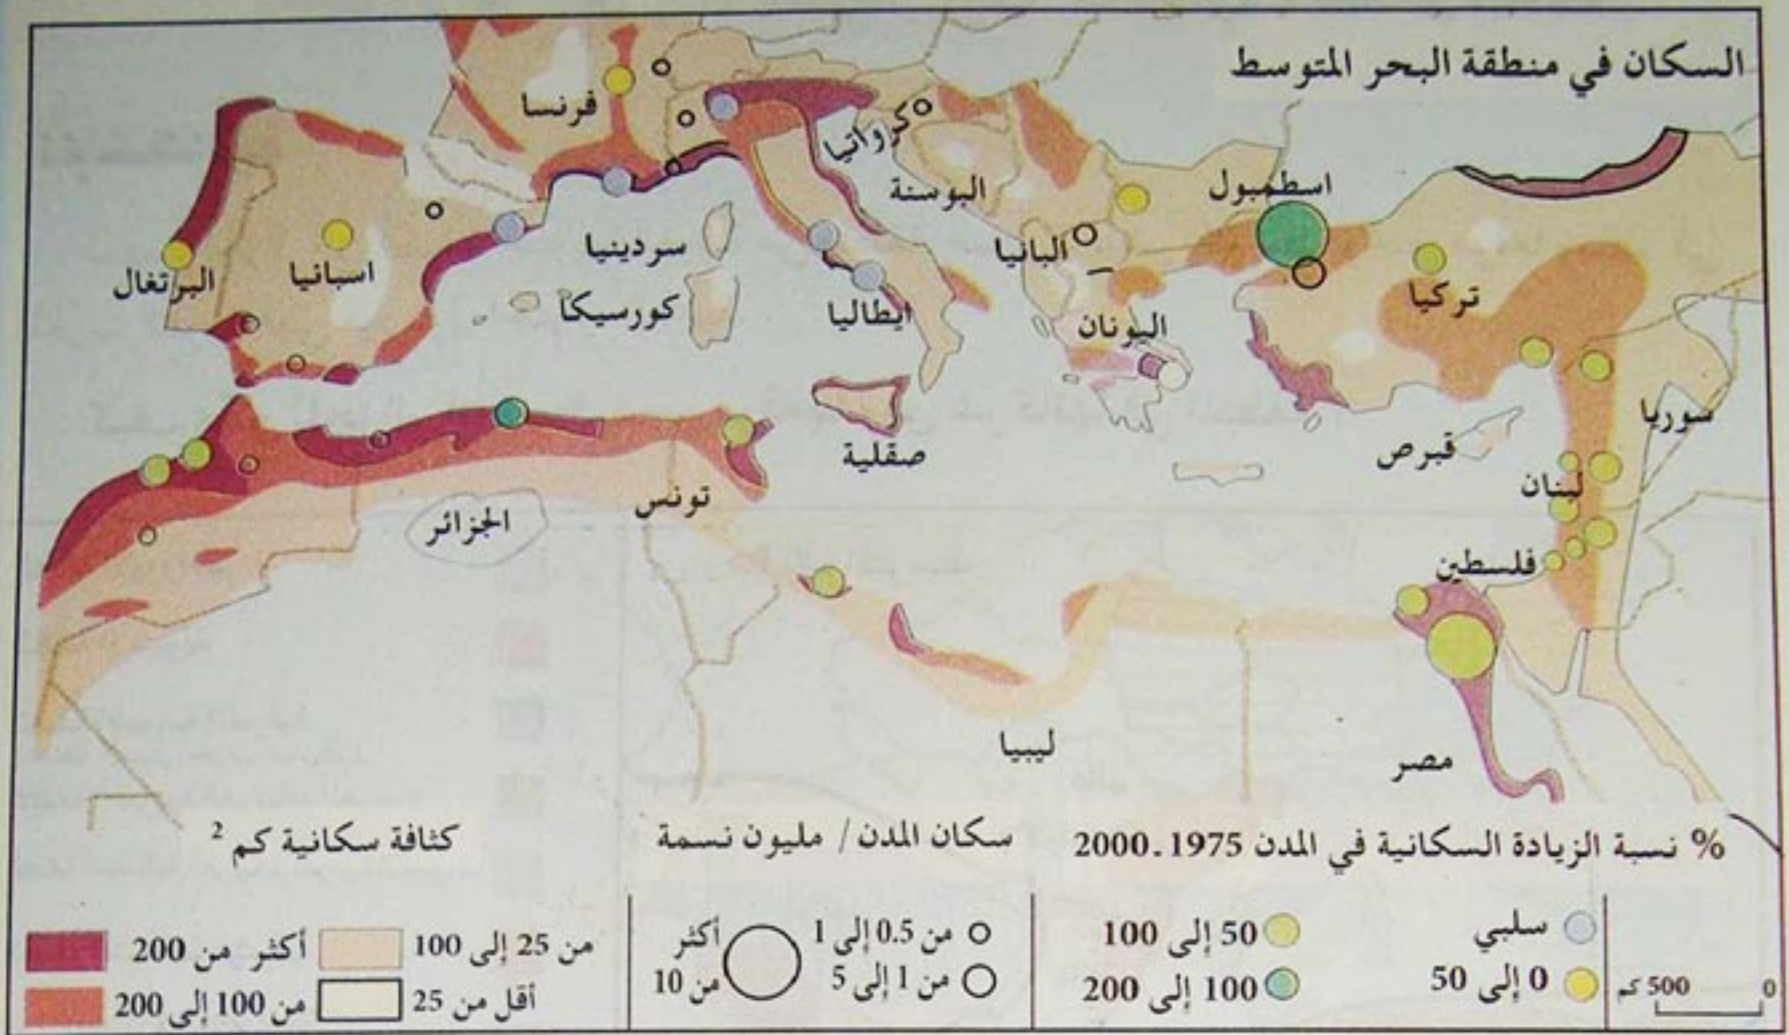 السكان في منطقة البحر المتوسط
فرنسا
كرواتيا
البوسنة
اسطمبول
البرتغال
اسبانيا
سردينيا
كورسيكا
ايطاليا
البانيا
اليونان
تركيا
صقلية
قبرص
سوريا
لبنان
فلسطين
تونس
الجزائر
ليبيا
مصر
% نسبة الزيادة السكانية في المدن 1975.2000
سلبي
0 إلى 50
50 إلى 100
100 إلى 200
0 500 كم
سكان المدن / مليون نسمة
من 0.5 إلى 1
من 1 إلى 5
أكثر
من 10
كثافة سكانية كم 2
من 25 إلى 100
أقل من 25
أكثر من 200
من 100 إلى 200